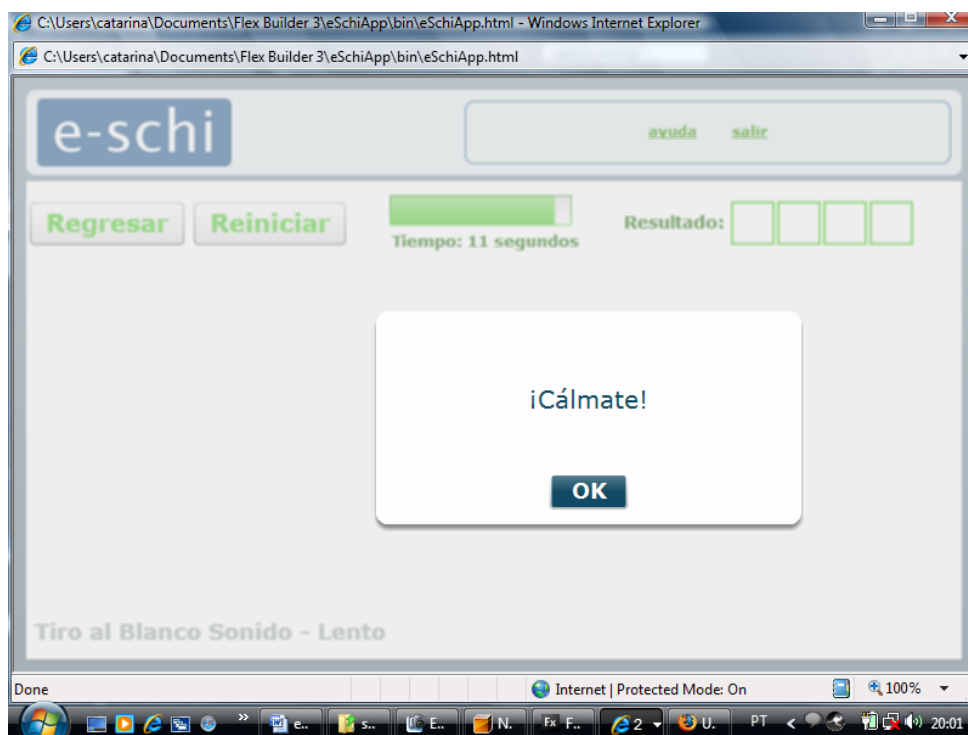 C:\Users\catarina\Documents\Flex Builder 3\eSchiApp\bin\eSchiApp.html - Windows Internet Explorer
C:\Users\catarina\Documents\Flex Builder 3\eSchiApp\bin\eSchiApp.html
e-schi
ayuda salir
Regresar Reiniciar
Tiempo: 11 segundos
Resultado:
¡Cálmate!
OK
Tiro al Blanco Sonido - Lento
Done Internet | Protected Mode: On 100%
e.. s.. E.. N. F.. 2 U. PT 20:01